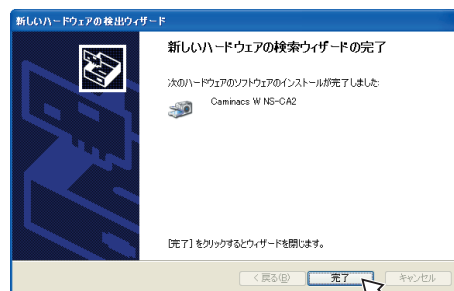 新しいハードウェアの検出ウィザード
新しいハードウェアの検索ウィザードの完了
次のハードウェアのソフトウェアのインストールが完了しました:
Caminacs W NS-CA2
[完了] をクリックするとウィザードを閉じます。
< 戻る(B)
完了
キャンセル